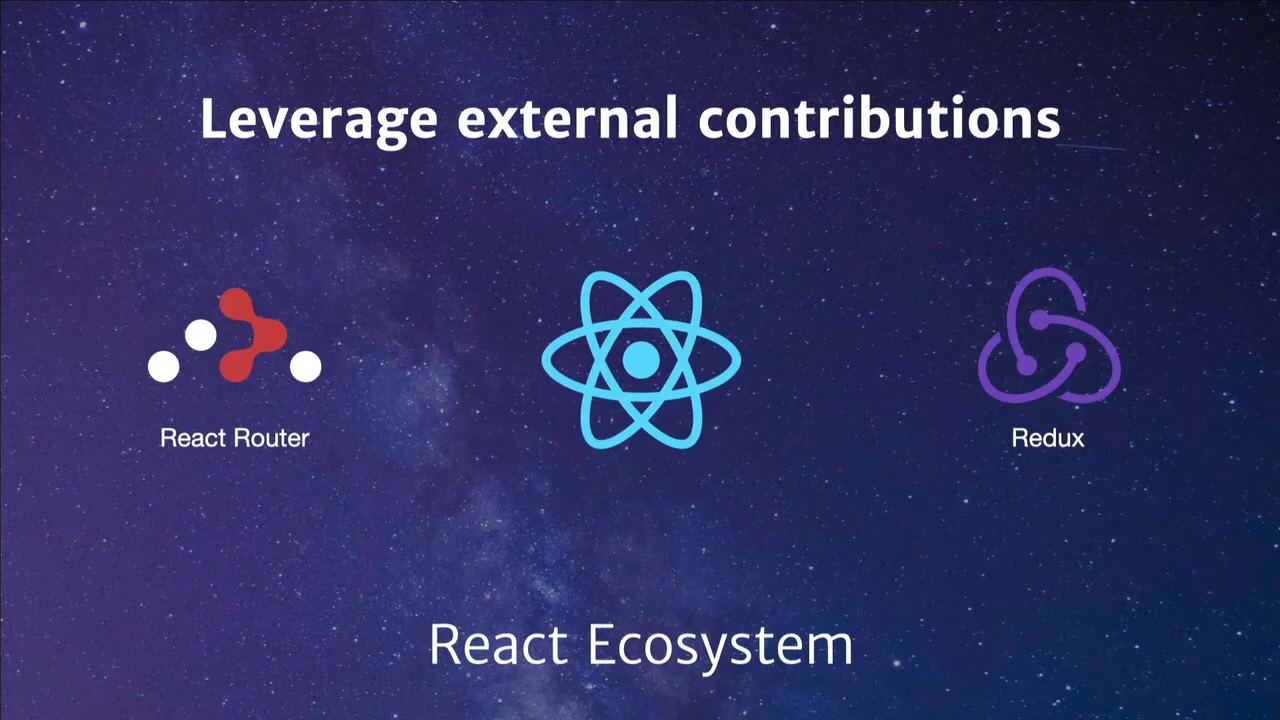 Leverage external contributions
React Router
Redux
React Ecosystem